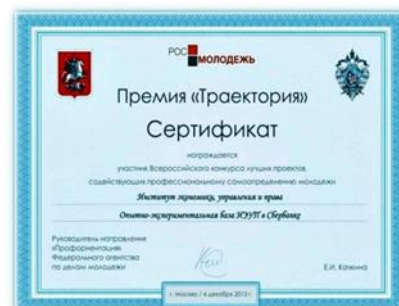 РОС
МОЛОДЕЖЬ
Премия «Траектория»
Сертификат
награждается
участник Всероссийского конкурса лучших проектов,
содействующих профессиональному самоопределению молодежи
Институт экономики, управления и права
Опытно-экспериментальная база ИЭУП в Сбербанке
Руководитель направления
«Профориентация»
Федерального агентства
по делам молодежи
Е.И. Качкина
г. Москва / 4 декабря 2013 г.